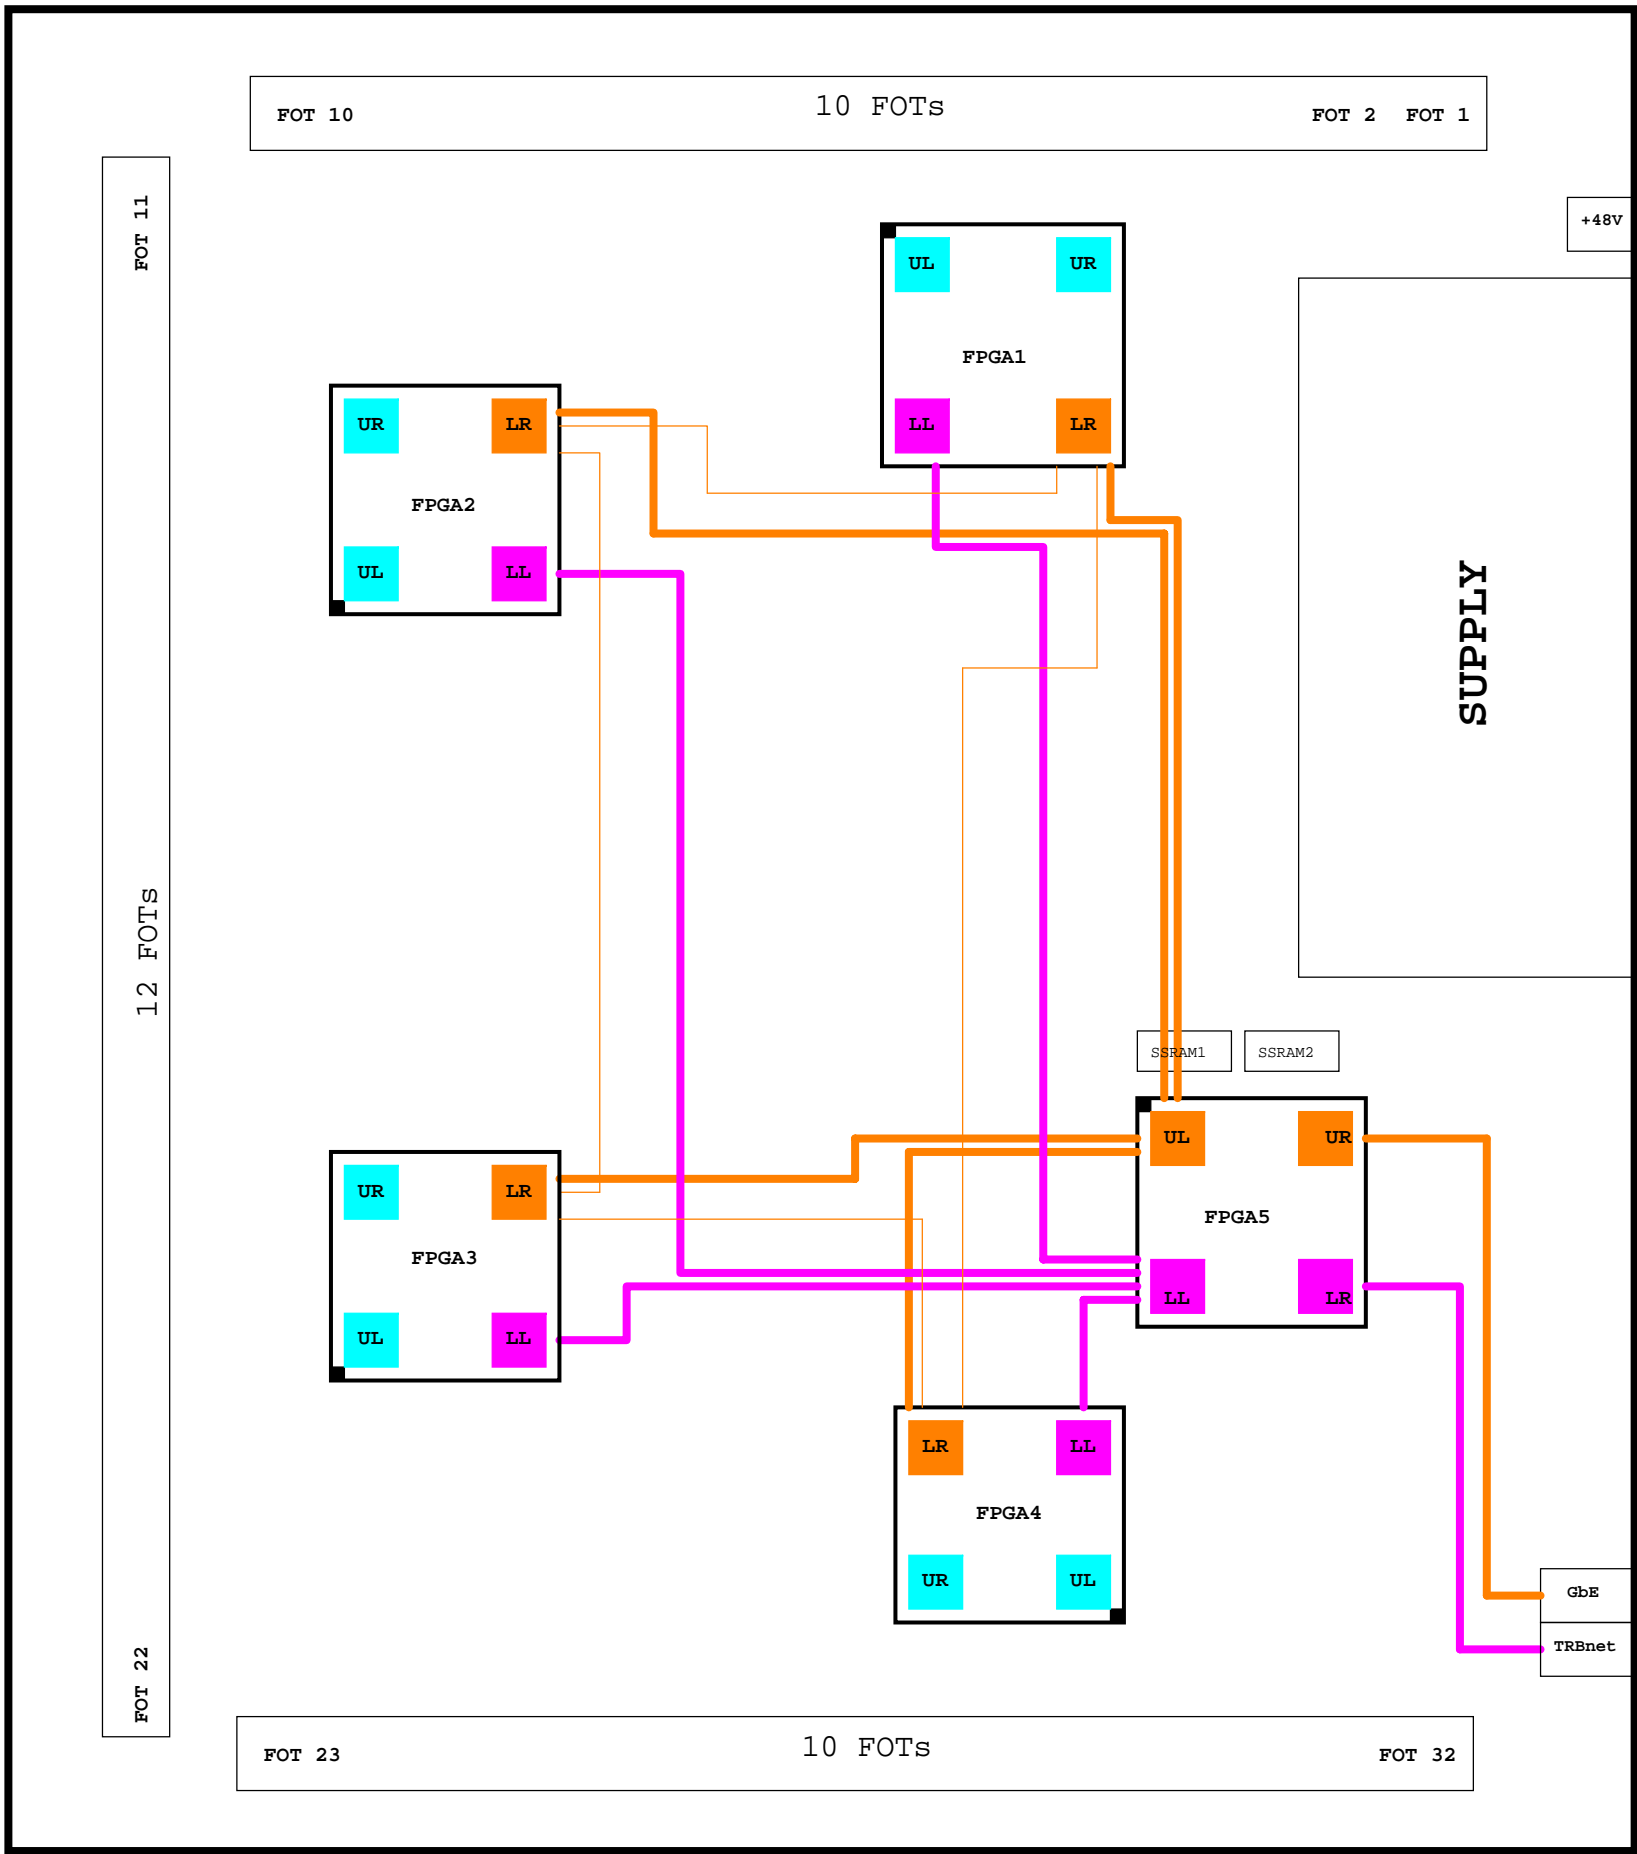 FOT 10
10 FOTs
FOT 2
FOT 1
FOT 11
12 FOTs
FOT 22
+48V
SUPPLY
UL
UR
FPGA1
LL
LR
UR
LR
FPGA2
UL
LL
SSRAM1
SSRAM2
UL
UR
FPGA5
LL
LR
UR
LR
FPGA3
UL
LL
LR
LL
FPGA4
UR
UL
GbE
TRBnet
FOT 23
10 FOTs
FOT 32